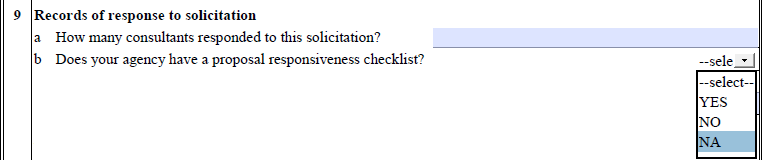 9 Records of response to solicitation
a How many consultants responded to this solicitation?
b Does your agency have a proposal responsiveness checklist?
--sele
--select--
YES
NO
NA